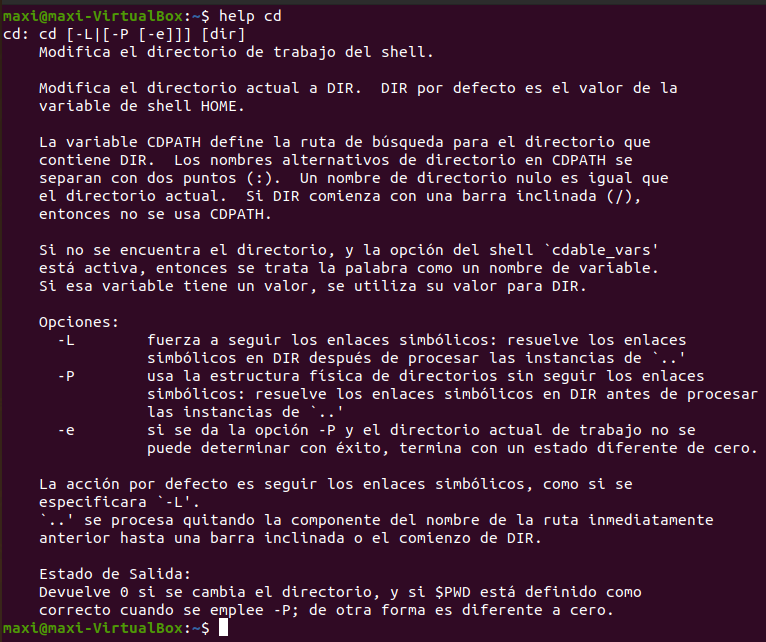 maxi@maxi-VirtualBox:~$ help cd
cd: cd [-L|[-P [-e]]] [dir]
    Modifica el directorio de trabajo del shell.

    Modifica el directorio actual a DIR.  DIR por defecto es el valor de la
    variable de shell HOME.

    La variable CDPATH define la ruta de búsqueda para el directorio que
    contiene DIR.  Los nombres alternativos de directorio en CDPATH se
    separan con dos puntos (:).  Un nombre de directorio nulo es igual que
    el directorio actual.  Si DIR comienza con una barra inclinada (/),
    entonces no se usa CDPATH.

    Si no se encuentra el directorio, y la opción del shell `cdable_vars'
    está activa, entonces se trata la palabra como un nombre de variable.
    Si esa variable tiene un valor, se utiliza su valor para DIR.

    Opciones:
      -L        fuerza a seguir los enlaces simbólicos: resuelve los enlaces
                simbólicos en DIR después de procesar las instancias de `..'
      -P        usa la estructura física de directorios sin seguir los enlaces
                simbólicos: resuelve los enlaces simbólicos en DIR antes de procesar
                las instancias de `..'
      -e        si se da la opción -P y el directorio actual de trabajo no se
                puede determinar con éxito, termina con un estado diferente de cero.

    La acción por defecto es seguir los enlaces simbólicos, como si se
    especificara `-L'.
    `..' se procesa quitando la componente del nombre de la ruta inmediatamente
    anterior hasta una barra inclinada o el comienzo de DIR.

    Estado de Salida:
    Devuelve 0 si se cambia el directorio, y si $PWD está definido como
    correcto cuando se emplee -P; de otra forma es diferente a cero.
maxi@maxi-VirtualBox:~$